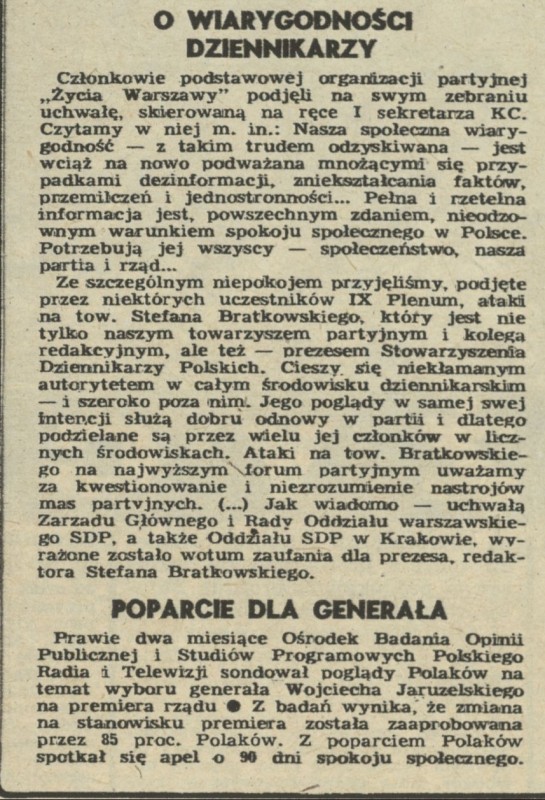 O WIARYGODNOŚCI
DZIENNIKARZY
Członkowie podstawowej organizacji partyjnej
„Życia Warszawy” podjęli na swym zebraniu
uchwałę, skierowaną na ręce I sekretarza KC.
Czytamy w niej m. in.: Nasza społeczna wiary-
godność — z takim trudem odzyskiwana — jest
wciąż na nowo podważana mnożącymi się przy-
padkami dezinformacji, zniekształcania faktów,
przemilczeń i jednostronności... Pełna i rzetelna
informacja jest, powszechnym zdaniem, nieodzo-
wnym warunkiem spokoju społecznego w Polsce.
Potrzebują jej wszyscy — społeczeństwo, nasza
partia i rząd...
Ze szczególnym niepokojem przyjęliśmy, podjęte
przez niektórych uczestników IX Plenum, ataki
na tow. Stefana Bratkowskiego, który jest nie
tylko naszym towarzyszem partyjnym i kolegą
redakcyjnym, ale też — prezesem Stowarzyszenia
Dziennikarzy Polskich. Cieszy się niekłamanym
autorytetem w całym środowisku dziennikarskim
— i szeroko poza nim. Jego poglądy w samej swej
intencji służą dobru odnowy w partii i dlatego
podzielane są przez wielu jej członków w licz-
nych środowiskach. Ataki na tow. Bratkowskie-
go na najwyższym forum partyjnym uważamy
za kwestionowanie i niezrozumienie nastrojów
mas partyjnych. (...) Jak wiadomo — uchwałą
Zarządu Głównego i Rady Oddziału warszawskie-
go SDP, a także Oddziału SDP w Krakowie, wy-
rażone zostało wotum zaufania dla prezesa, redak-
tora Stefana Bratkowskiego.
POPARCIE DLA GENERAŁA
Prawie dwa miesiące Ośrodek Badania Opinii
Publicznej i Studiów Programowych Polskiego
Radia i Telewizji sondował poglądy Polaków na
temat wyboru generała Wojciecha Jaruzelskiego
na premiera rządu ● Z badań wynika, że zmiana
na stanowisku premiera została zaaprobowana
przez 85 proc. Polaków. Z poparciem Polaków
spotkał się apel o 90 dni spokoju społecznego.